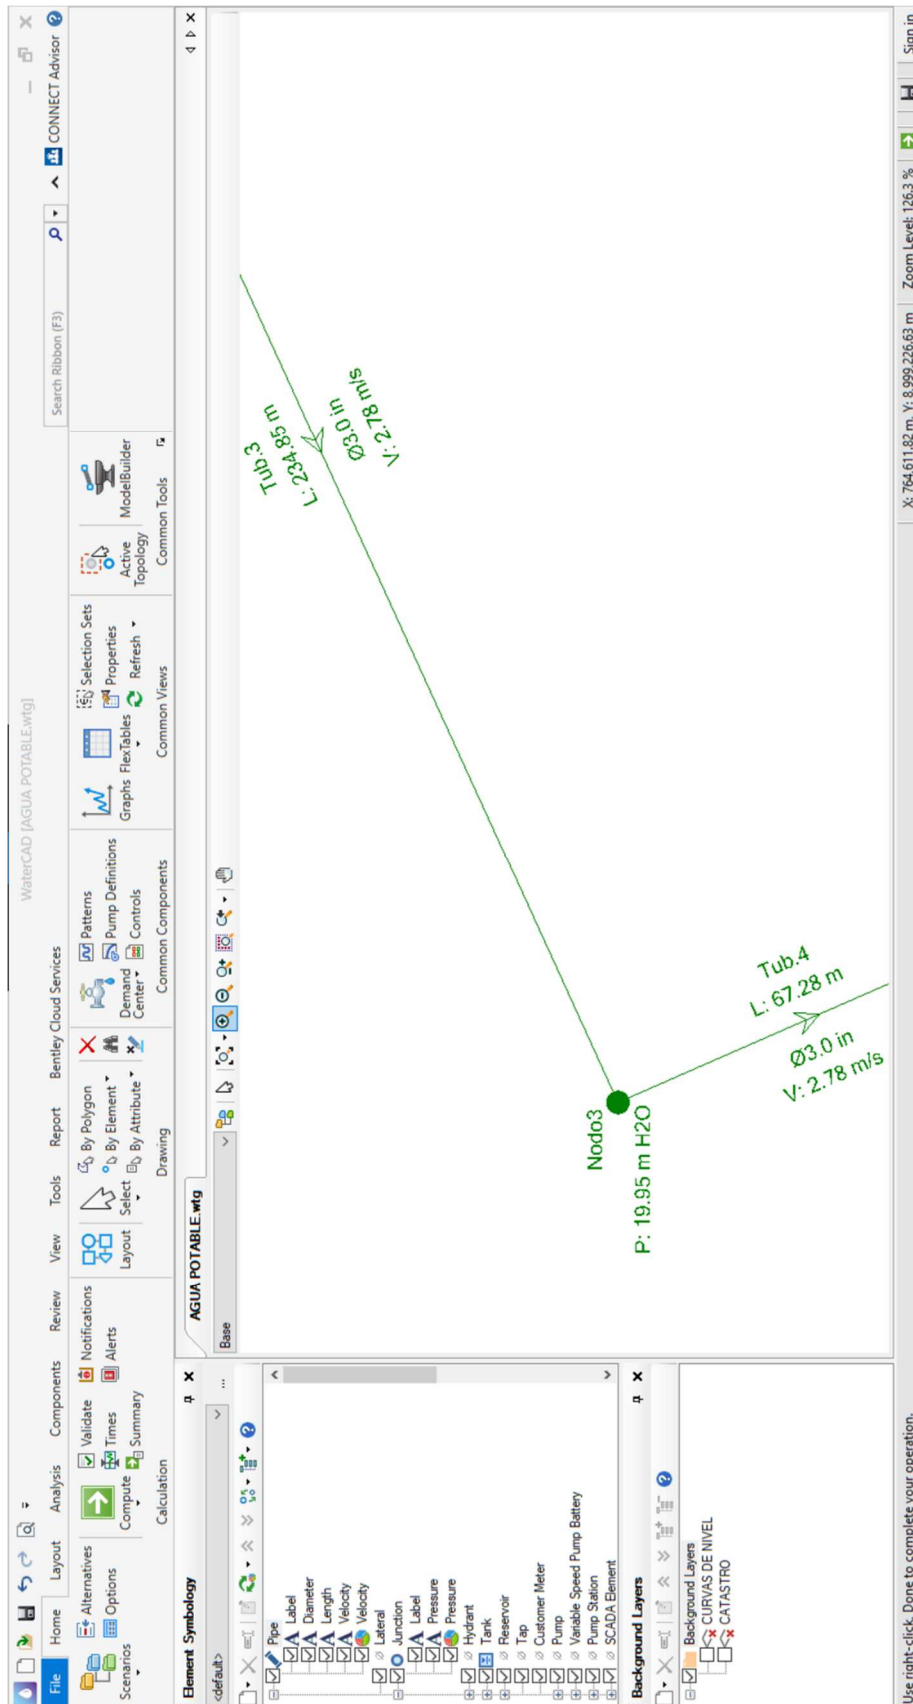 WaterCAD [AGUA POTABLE.wtg]
File Home Layout Analysis Components Review View Tools Report Bentley Cloud Services
Search Ribbon (F3)
CONNECT Advisor
Scenarios
Alternatives
Options
Compute
Validate
Times
Summary
Notifications
Alerts
Calculation
Layout
Select
By Polygon
By Element
By Attribute
Drawing
Demand Center
Patterns
Pump Definitions
Controls
Common Components
Graphs
FlexTables
Selection Sets
Properties
Refresh
Common Views
Active Topology
ModelBuilder
Common Tools
Element Symbology
<default>
...
Pipe
Label
Diameter
Length
Velocity
Velocity
Lateral
Junction
Label
Pressure
Pressure
Hydrant
Tank
Reservoir
Tap
Customer Meter
Pump
Variable Speed Pump Battery
Pump Station
SCADA Element
Background Layers
Background Layers
CURVAS DE NIVEL
CATASTRO
AGUA POTABLE.wtg
Base
Tub.3
L: 234.85 m
Ø3.0 in
V: 2.78 m/s
Nodo3
P: 19.95 m H2O
Tub.4
L: 67.28 m
Ø3.0 in
V: 2.78 m/s
Use right-click. Done to complete your operation.
X: 764,611.82 m, Y: 8,999,226.63 m
Zoom Level: 126.3 %
Sign in